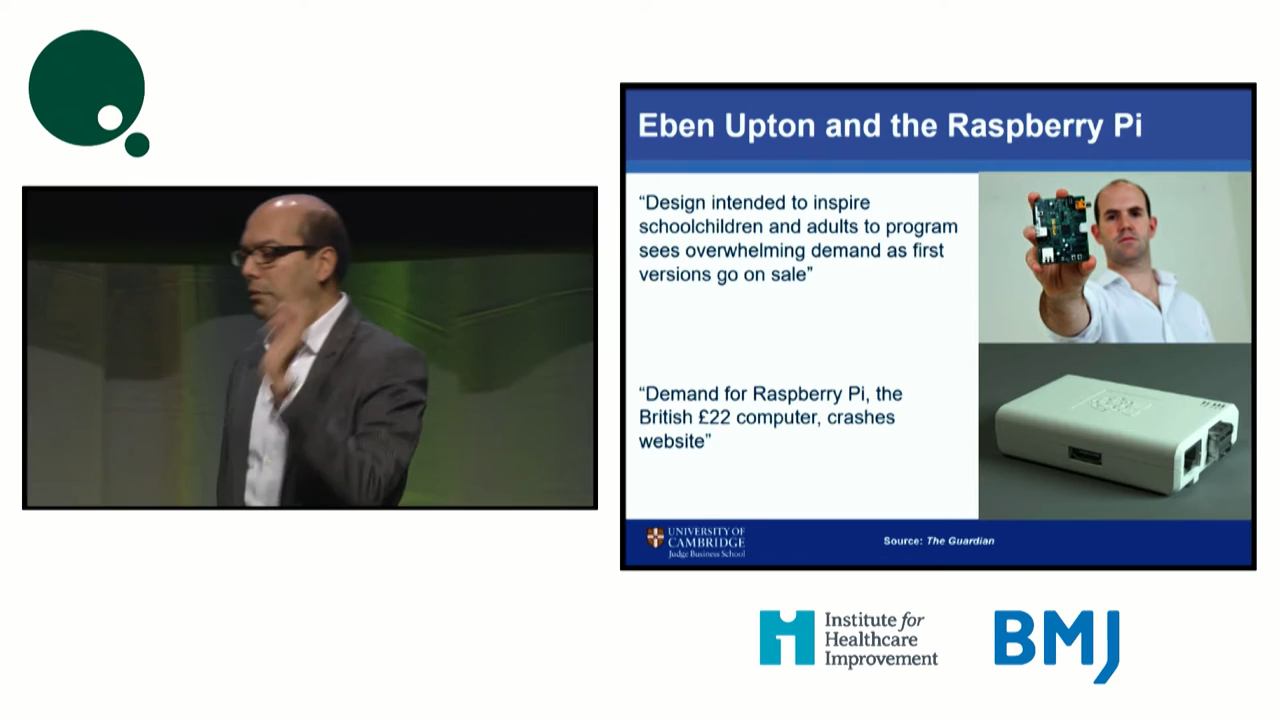 Eben Upton and the Raspberry Pi
“Design intended to inspire
schoolchildren and adults to program
sees overwhelming demand as first
versions go on sale”
“Demand for Raspberry Pi, the
British £22 computer, crashes
website”
UNIVERSITY OF
CAMBRIDGE
Judge Business School
Source: The Guardian
Institute for
Healthcare
Improvement
BMJ